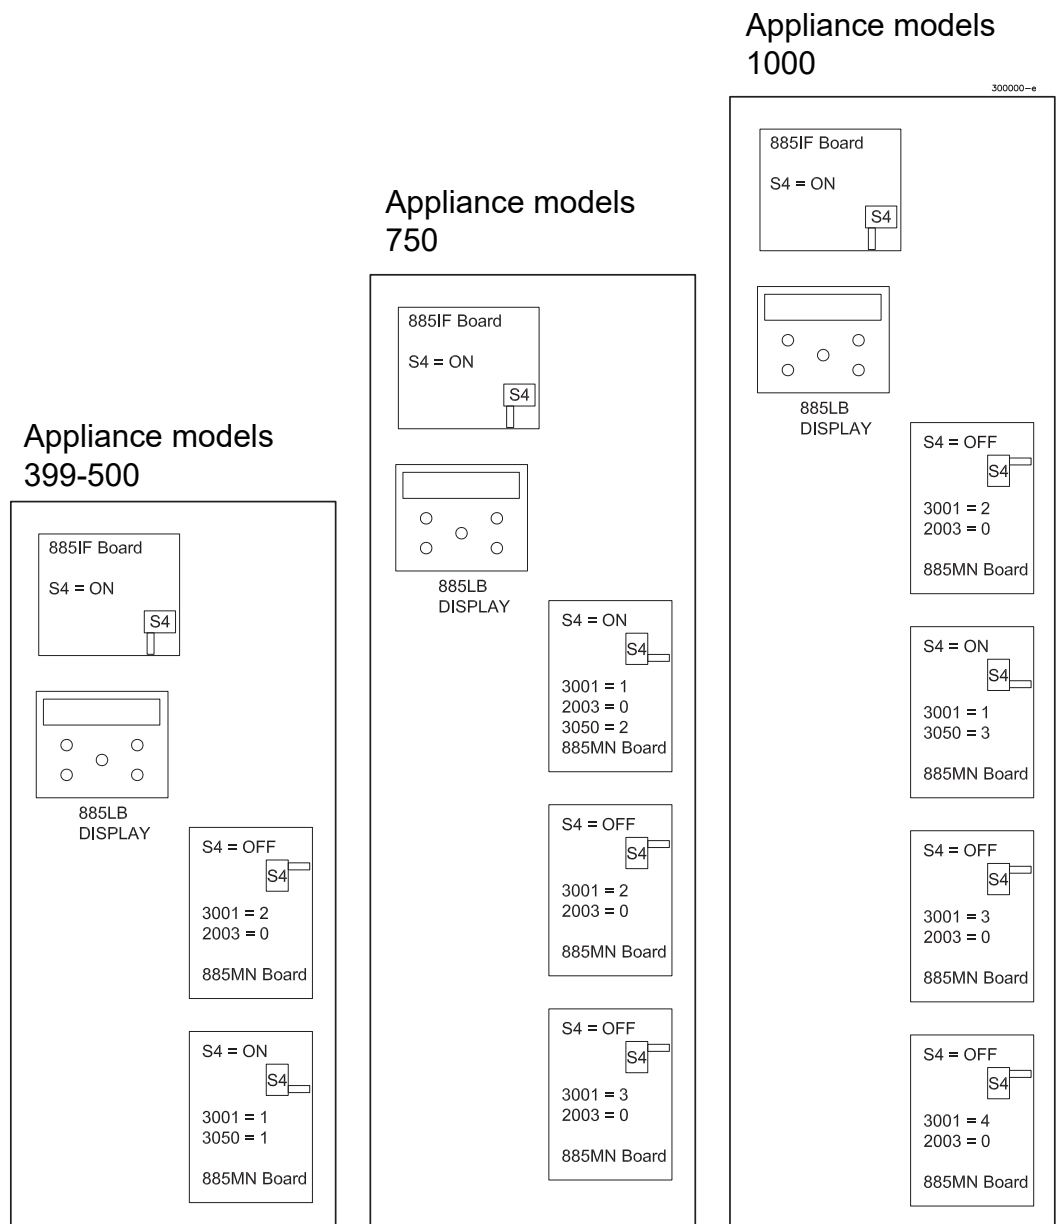 Appliance models
399-500
885IF Board
S4 = ON
S4
885LB
DISPLAY
S4 = OFF
S4
3001 = 2
2003 = 0
885MN Board
S4 = ON
S4
3001 = 1
3050 = 1
885MN Board
Appliance models
750
885IF Board
S4 = ON
S4
885LB
DISPLAY
S4 = ON
S4
3001 = 1
2003 = 0
3050 = 2
885MN Board
S4 = OFF
S4
3001 = 2
2003 = 0
885MN Board
S4 = OFF
S4
3001 = 3
2003 = 0
885MN Board
Appliance models
1000
300000-e
885IF Board
S4 = ON
S4
885LB
DISPLAY
S4 = OFF
S4
3001 = 2
2003 = 0
885MN Board
S4 = ON
S4
3001 = 1
3050 = 3
885MN Board
S4 = OFF
S4
3001 = 3
2003 = 0
885MN Board
S4 = OFF
S4
3001 = 4
2003 = 0
885MN Board